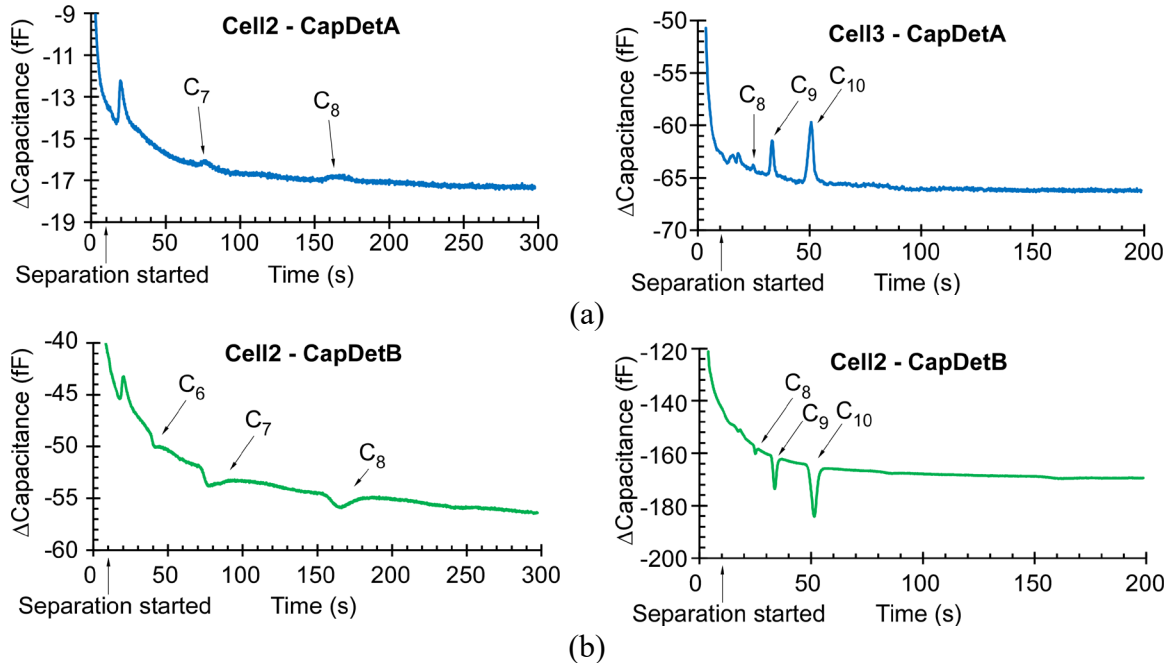 Cell2 - CapDetA
ΔCapacitance (fF)
-9
-11
-13
-15
-17
-19
C7
C8
0 50 100 150 200 250 300
Separation started Time (s)
Cell3 - CapDetA
ΔCapacitance (fF)
-50
-55
-60
-65
-70
C8
C9
C10
0 50 100 150 200
Separation started Time (s)
(a)
Cell2 - CapDetB
ΔCapacitance (fF)
-40
-45
-50
-55
-60
C6
C7
C8
0 50 100 150 200 250 300
Separation started Time (s)
Cell2 - CapDetB
ΔCapacitance (fF)
-120
-140
-160
-180
-200
C8
C9
C10
0 50 100 150 200
Separation started Time (s)
(b)